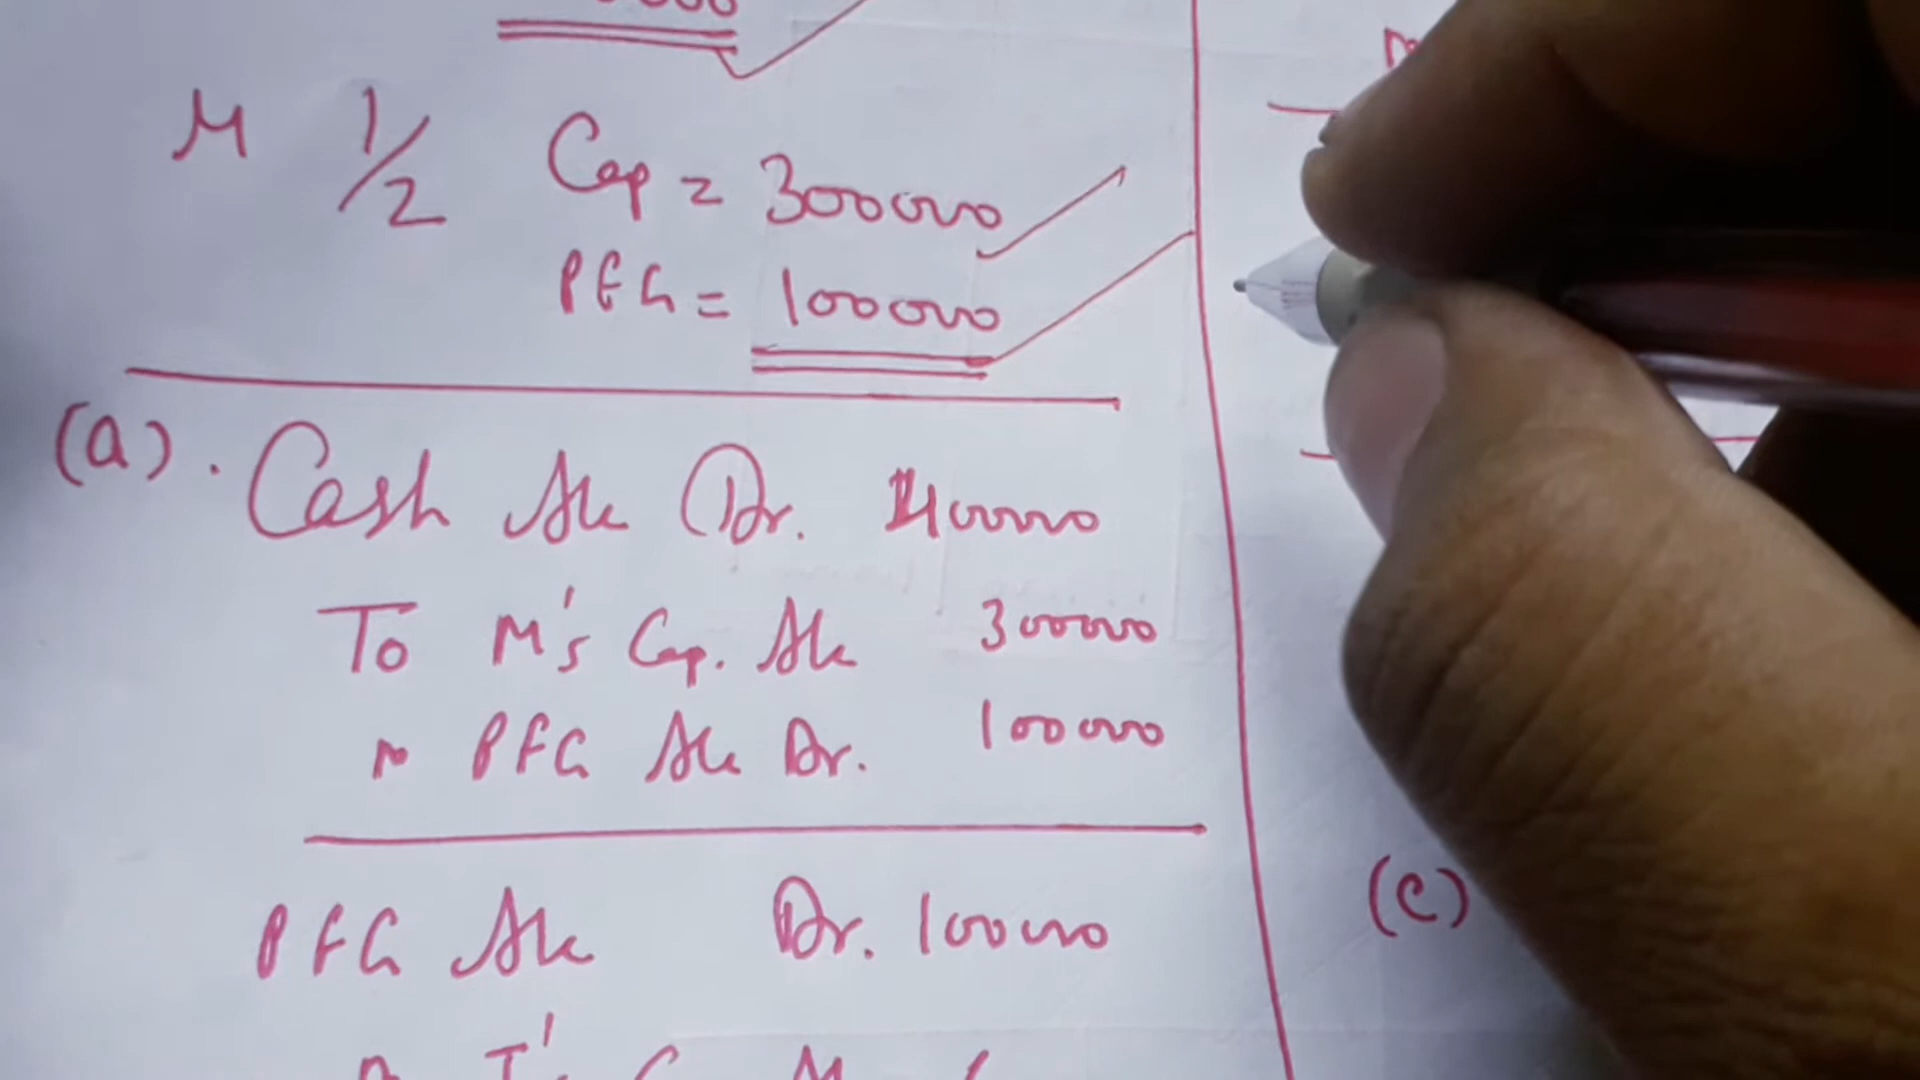 M 1/2 Cap = 300000
PFG = 100000
(a). Cash A/c Dr. 400000
To M's Cap. A/c 300000
" PFG A/c Dr. 100000
PFG A/c Dr. 100000
(c)